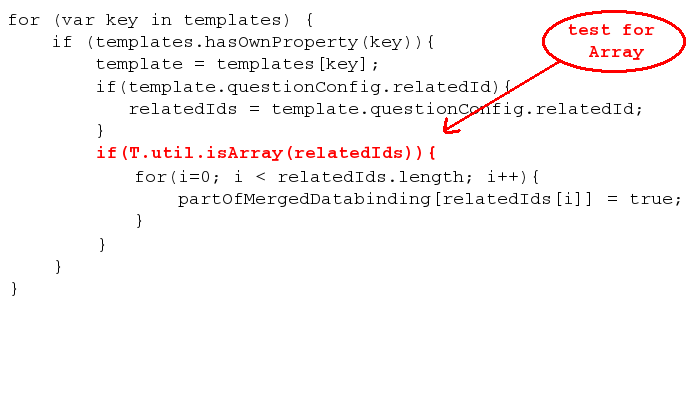 for (var key in templates) {
if (templates.hasOwnProperty(key)){
template = templates[key];
if(template.questionConfig.relatedId){
relatedIds = template.questionConfig.relatedId;
}
if(T.util.isArray(relatedIds)){
for(i=0; i < relatedIds.length; i++){
partOfMergedDatabinding[relatedIds[i]] = true;
}
}
}
}
test for
Array